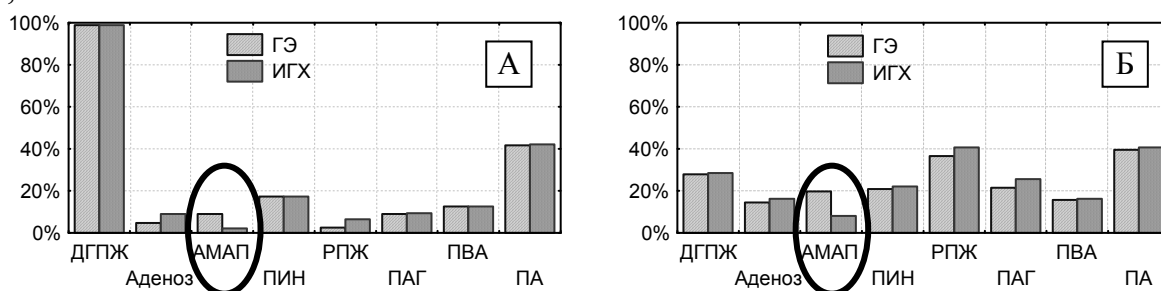 100%
80%
60%
40%
20%
0%
ГЭ
ИГХ
А
ДГПЖ АМАП РПЖ ПВА
Аденоз ПИН ПАГ ПА
100%
80%
60%
40%
20%
0%
ГЭ
ИГХ
Б
ДГПЖ АМАП РПЖ ПВА
Аденоз ПИН ПАГ ПА